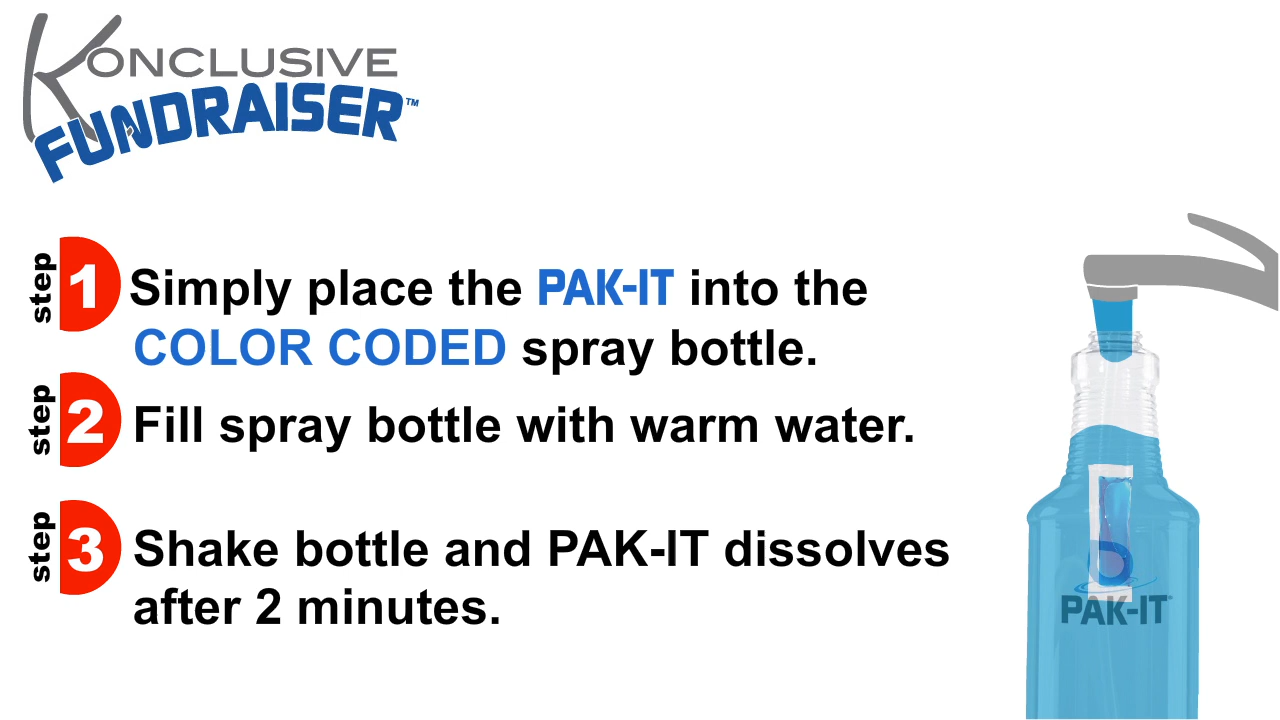 KONCLUSIVE
FUNDRAISER™
step 1 Simply place the PAK-IT into the
COLOR CODED spray bottle.
step 2 Fill spray bottle with warm water.
step 3 Shake bottle and PAK-IT dissolves
after 2 minutes.
PAK-IT®